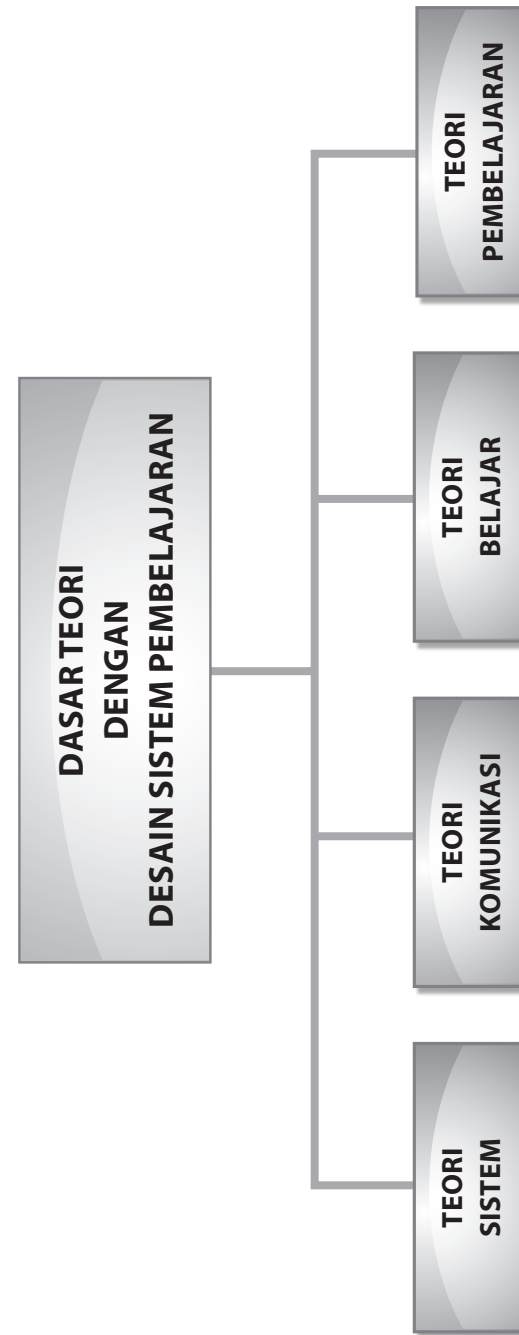 DASAR TEORI
DENGAN
DESAIN SISTEM PEMBELAJARAN
TEORI
SISTEM
TEORI
KOMUNIKASI
TEORI
BELAJAR
TEORI
PEMBELAJARAN